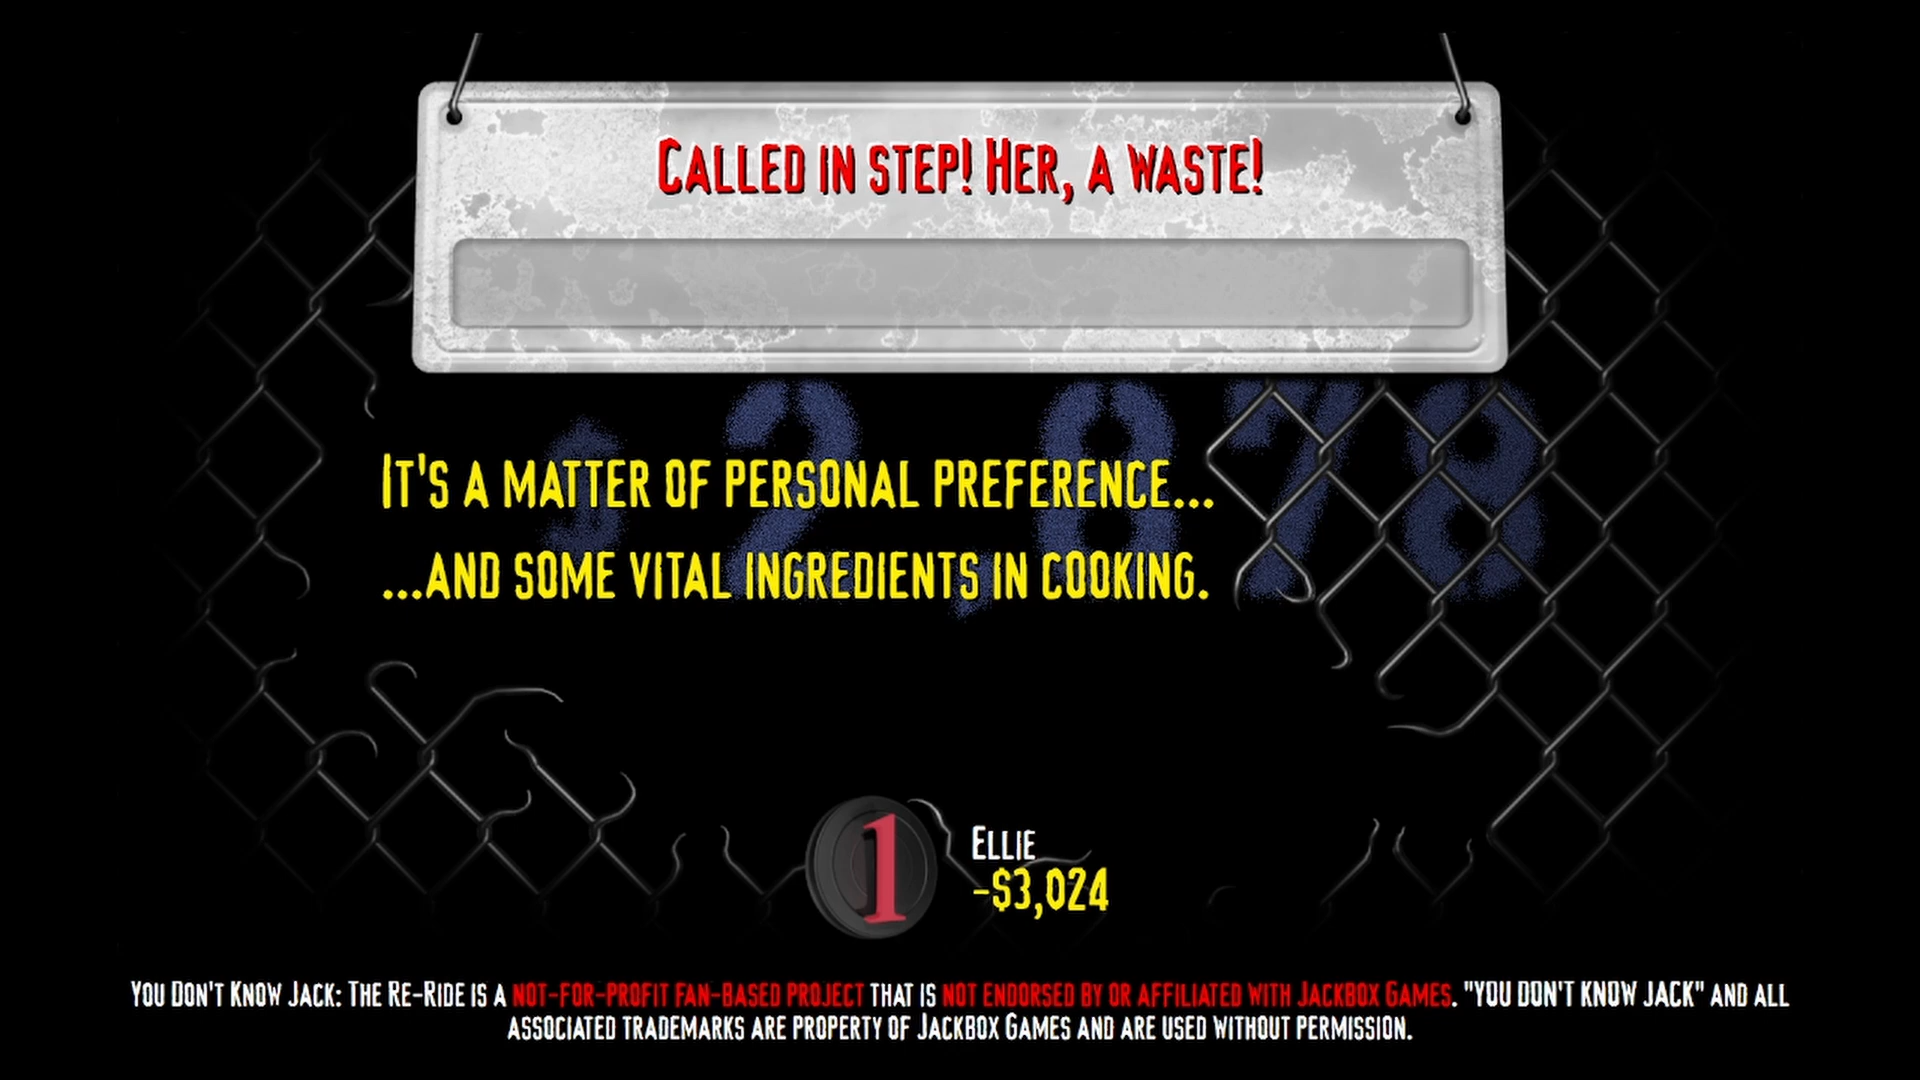 Called in step! Her, a waste!
$2,878
It's a matter of personal preference...
...and some vital ingredients in cooking.
1
Ellie
-$3,024
You Don't Know Jack: The Re-Ride is a not-for-profit fan-based project that is not endorsed by or affiliated with Jackbox Games. "YOU DON'T KNOW JACK" and all
associated trademarks are property of Jackbox Games and are used without permission.